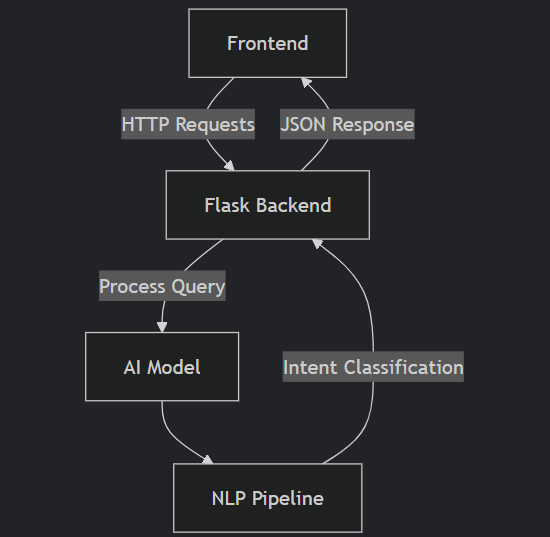 Frontend
HTTP Requests
JSON Response
Flask Backend
Process Query
AI Model
Intent Classification
NLP Pipeline